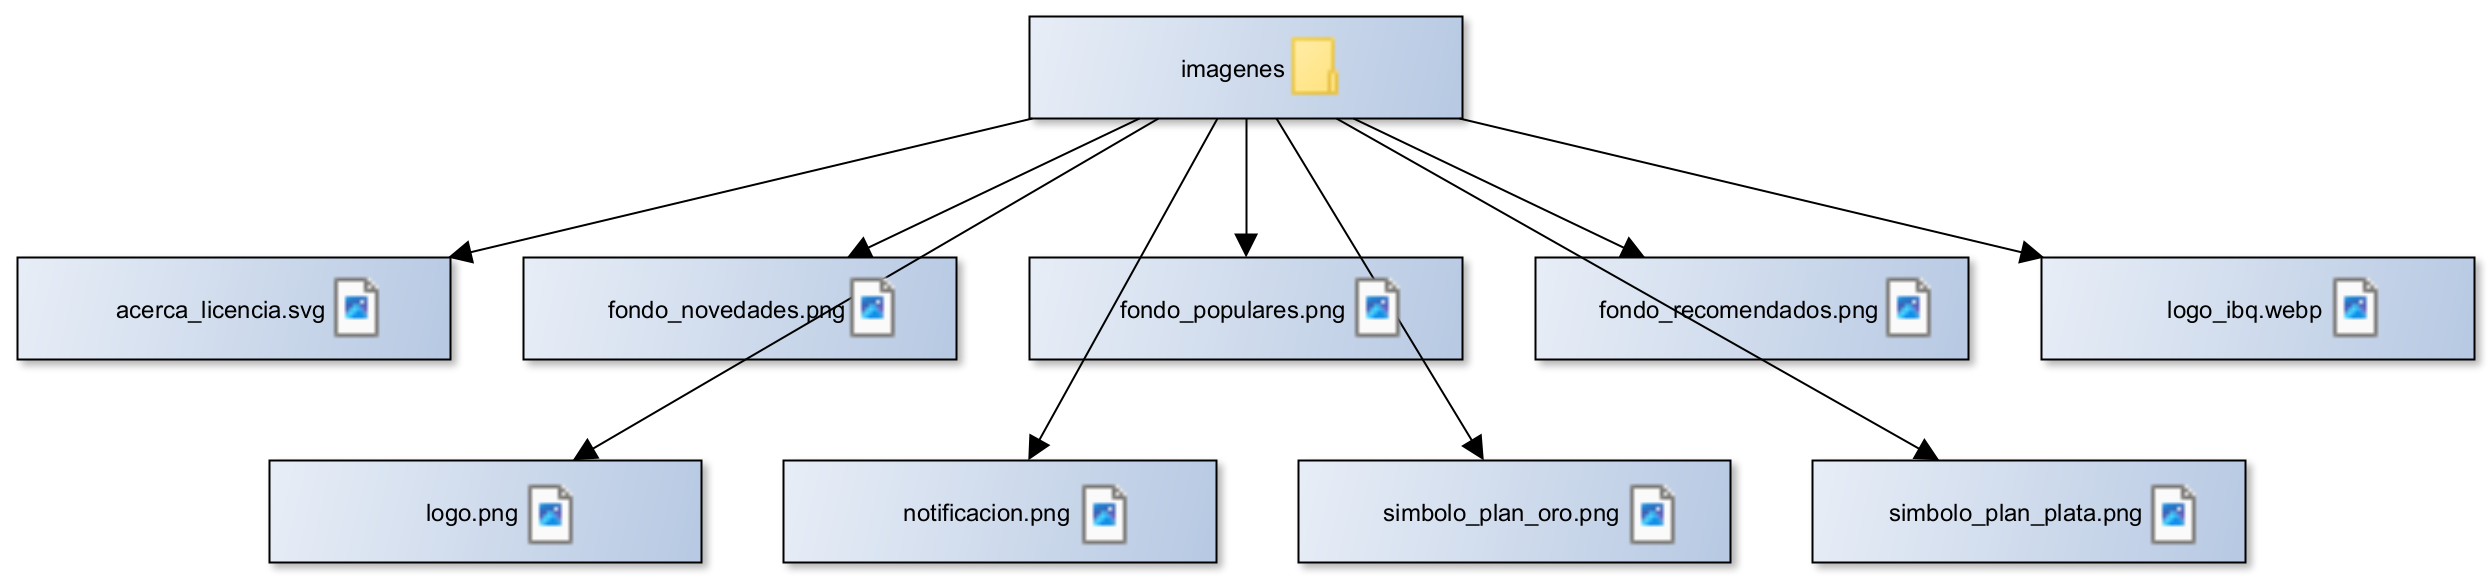 imagenes
acerca_licencia.svg
fondo_novedades.png
fondo_populares.png
fondo_recomendados.png
logo_ibq.webp
logo.png
notificacion.png
simbolo_plan_oro.png
simbolo_plan_plata.png